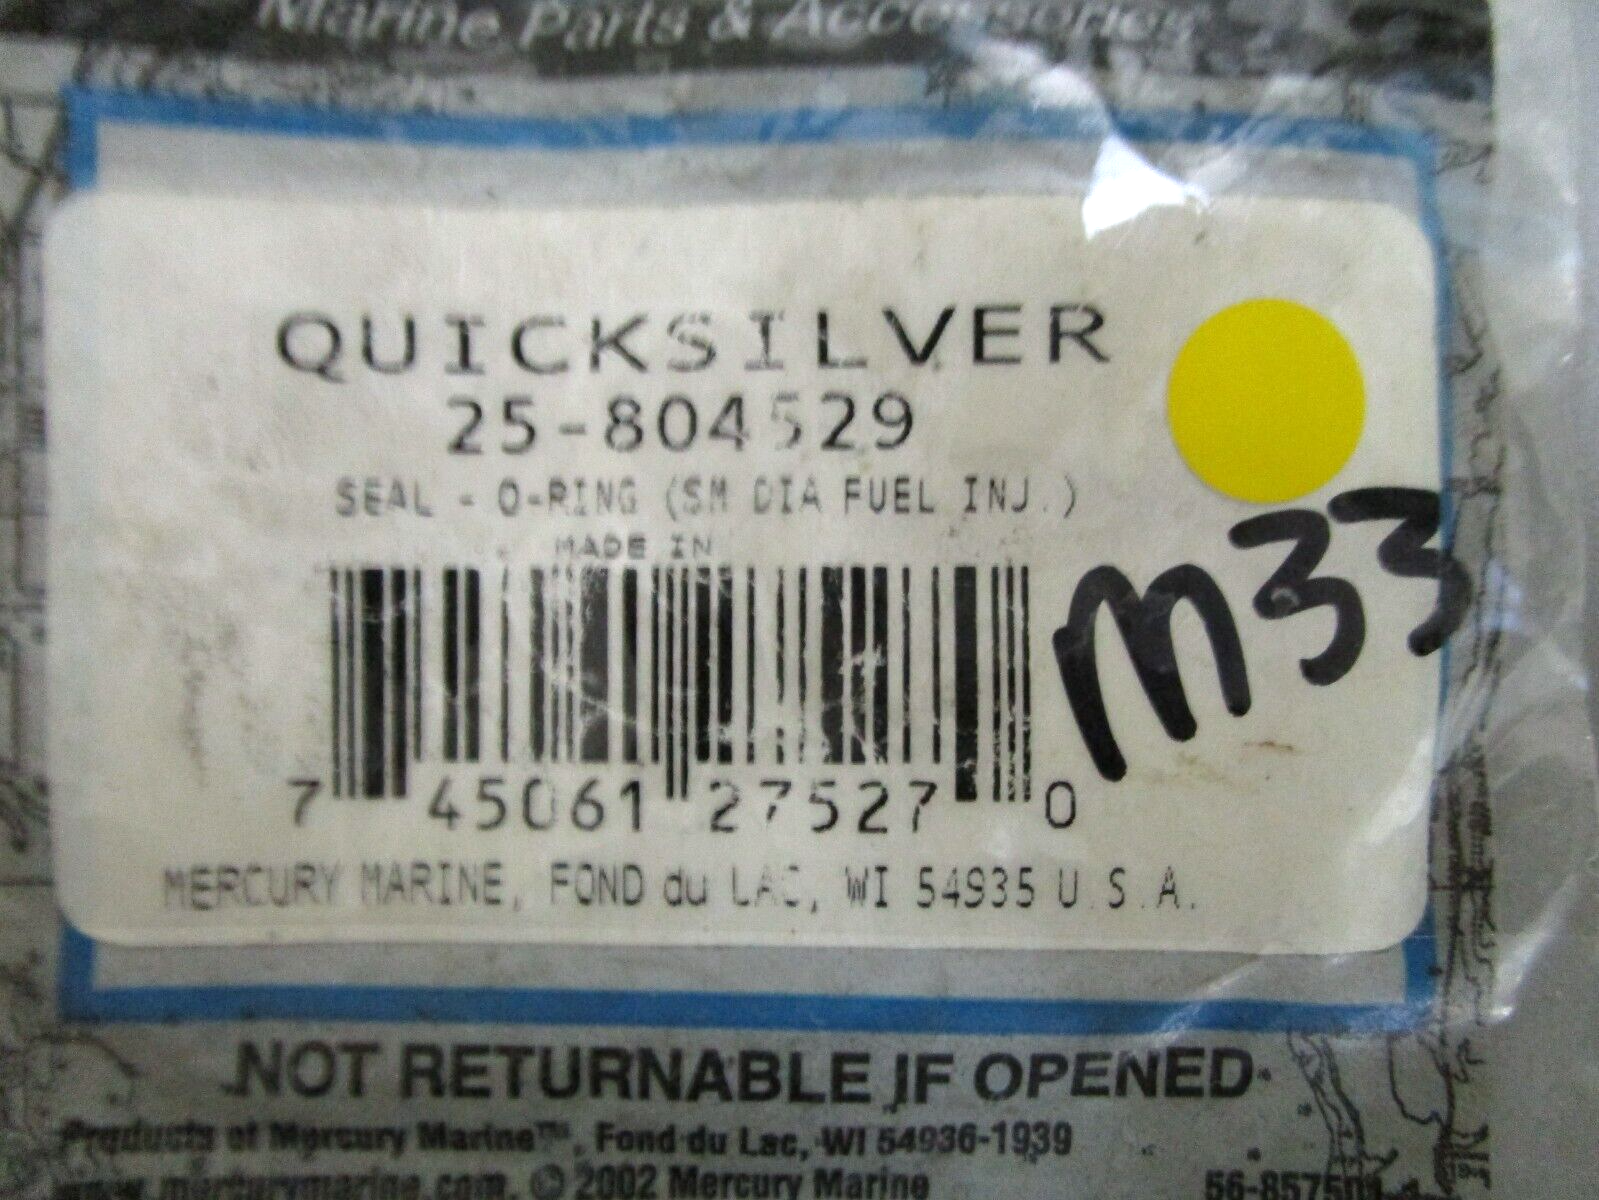 Marine Parts & Accessories
QUICKSILVER
25-804529
SEAL - O-RING (SM DIA FUEL INJ.)
MADE IN
M33
7 45061 27527 0
MERCURY MARINE, FOND du LAC, WI 54935 U.S.A.
NOT RETURNABLE IF OPENED
Products of Mercury Marine™, Fond du Lac, WI 54936-1939
www.mercurymarine.com, © 2002 Mercury Marine